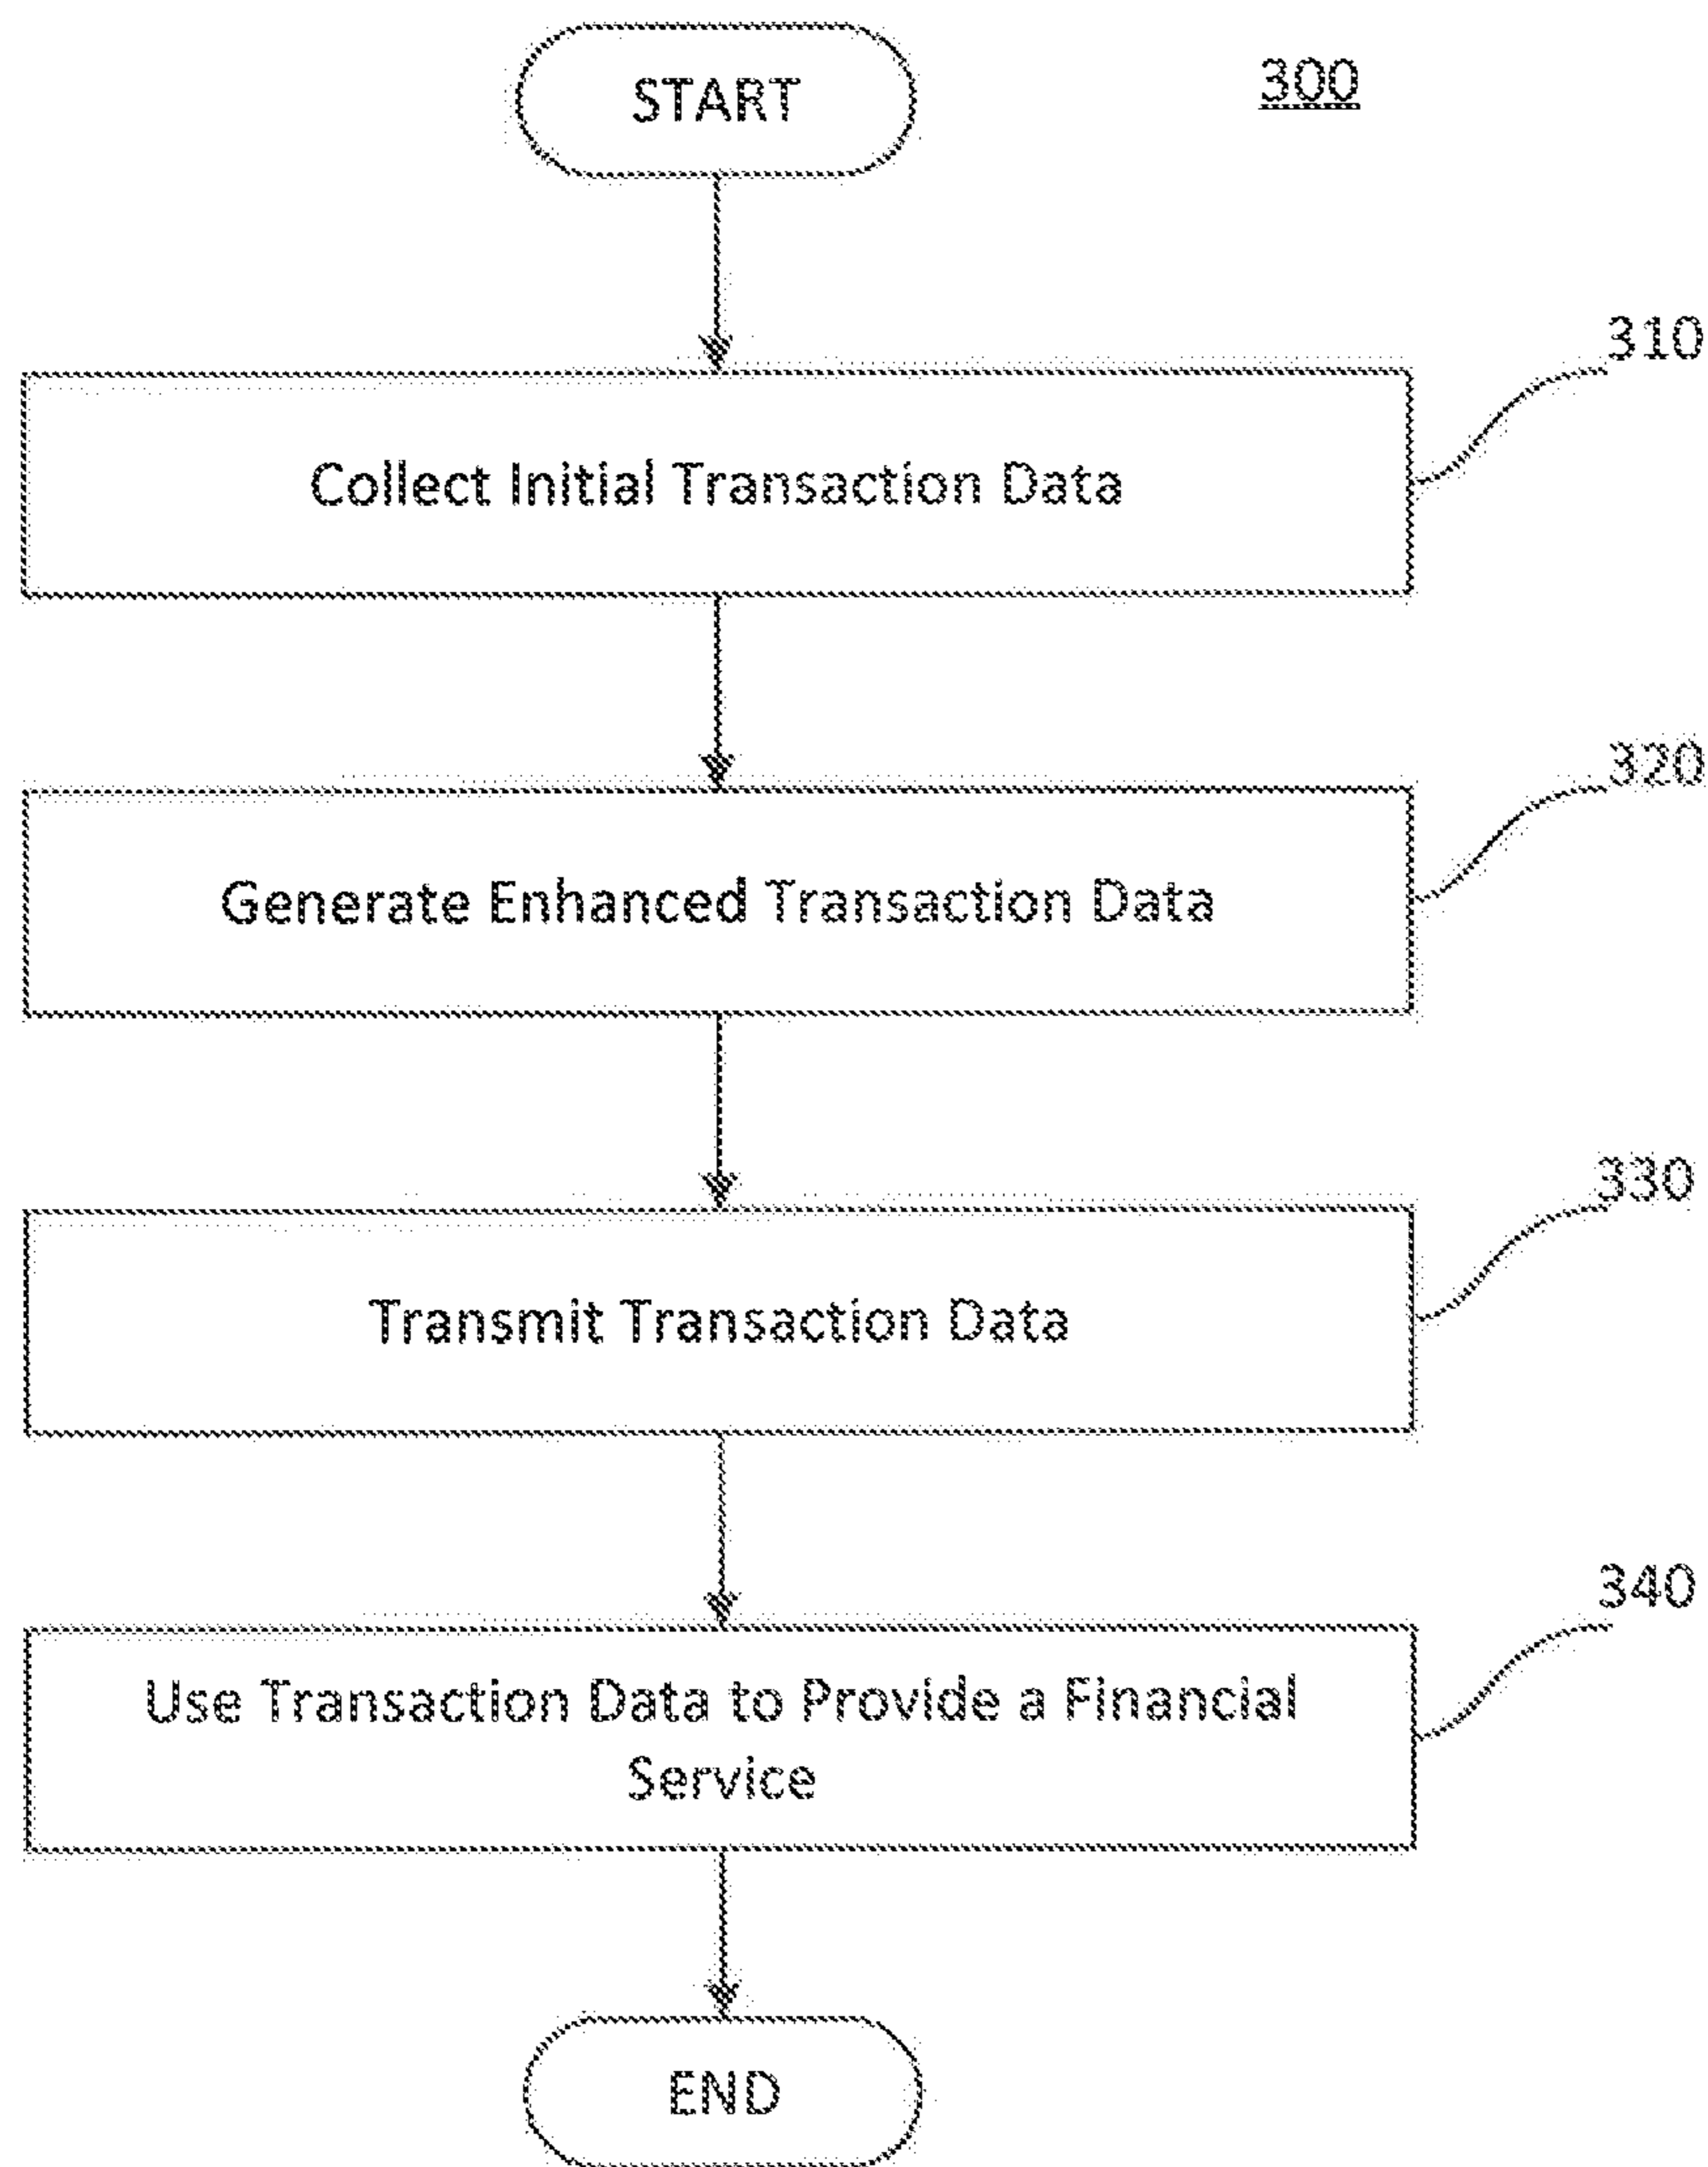 START
300
310
Collect Initial Transaction Data
320
Generate Enhanced Transaction Data
330
Transmit Transaction Data
340
Use Transaction Data to Provide a Financial
Service
END